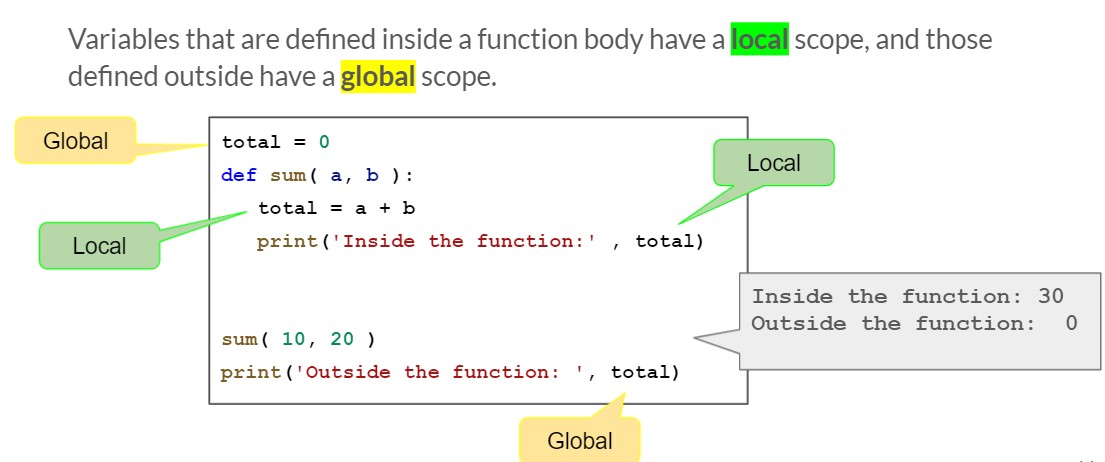 Variables that are defined inside a function body have a local scope, and those
defined outside have a global scope.
Global
total = 0
def sum( a, b ):
Local
total = a + b
Local
print('Inside the function:' , total)
Inside the function: 30
Outside the function:  0
sum( 10, 20 )
print('Outside the function: ', total)
Global